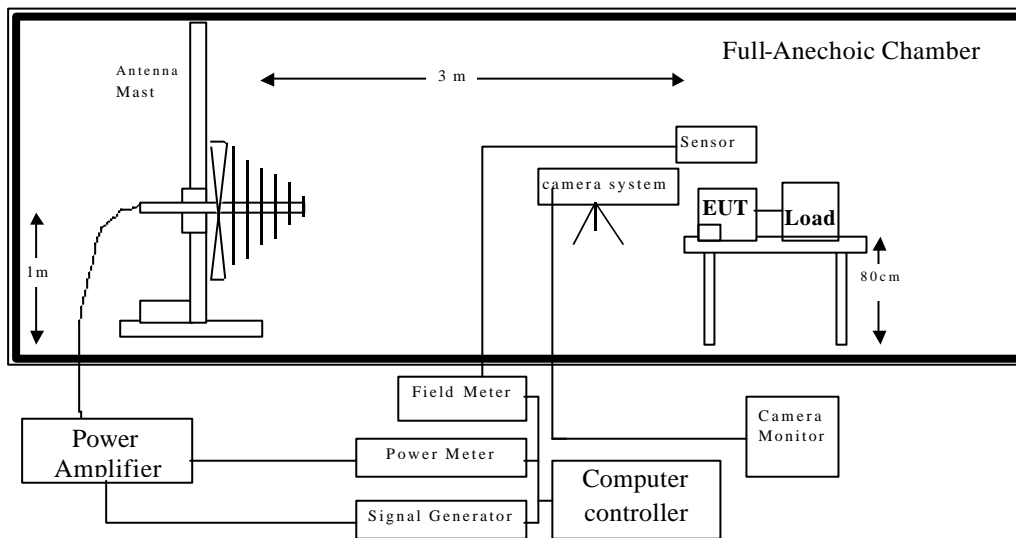 Full-Anechoic Chamber
Antenna
Mast
3 m
Sensor
camera system
EUT
Load
1m
80cm
Field Meter
Camera
Monitor
Power
Amplifier
Power Meter
Computer
controller
Signal Generator